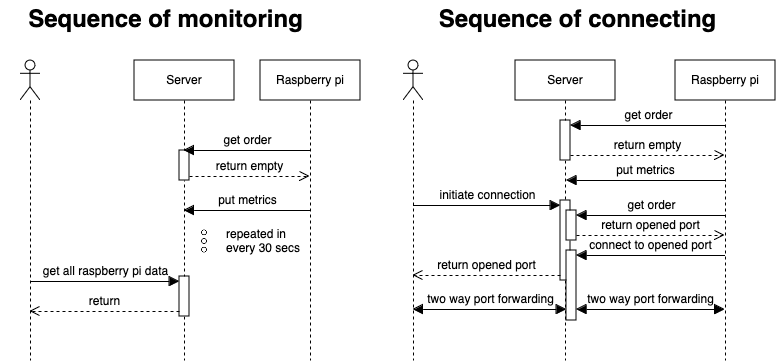 Sequence of monitoring
Server
Raspberry pi
get order
return empty
put metrics
repeated in
every 30 secs
get all raspberry pi data
return
Sequence of connecting
Server
Raspberry pi
get order
return empty
put metrics
initiate connection
get order
return opened port
connect to opened port
return opened port
two way port forwarding
two way port forwarding